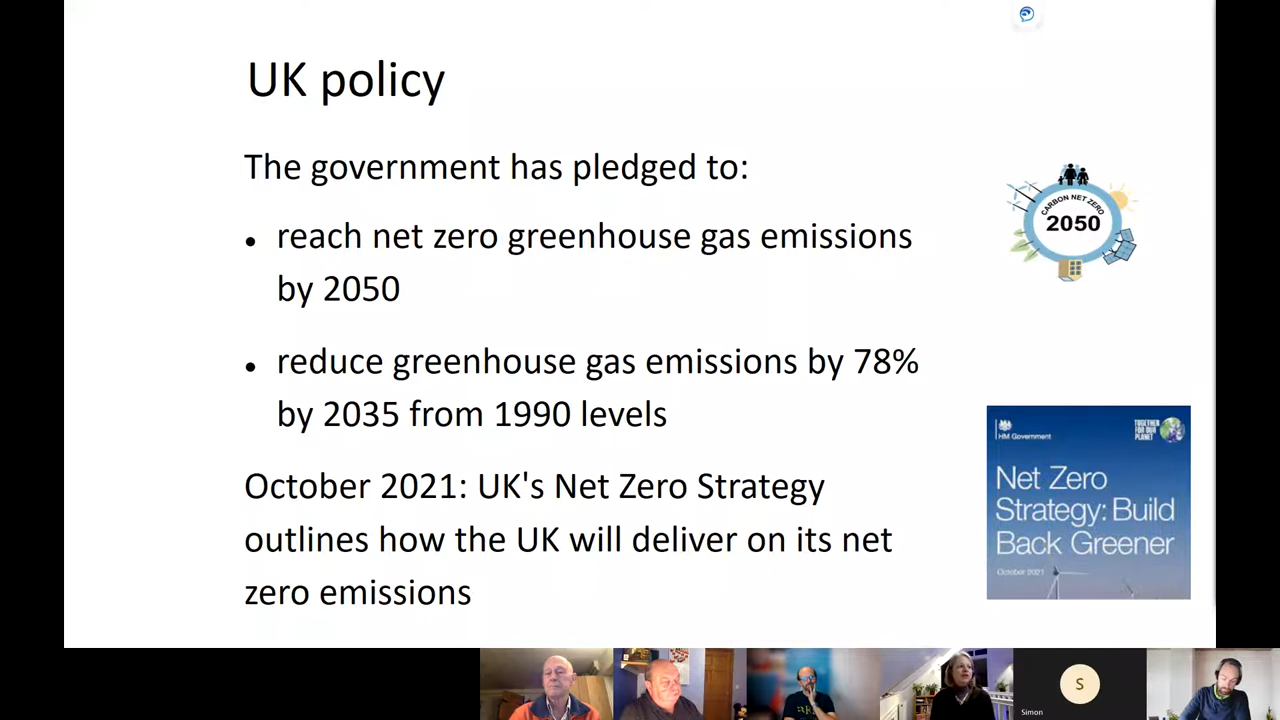 UK policy
The government has pledged to:
reach net zero greenhouse gas emissions
by 2050
reduce greenhouse gas emissions by 78%
by 2035 from 1990 levels
October 2021: UK's Net Zero Strategy
outlines how the UK will deliver on its net
zero emissions
CARBON NET ZERO
2050
HM Government
TOGETHER
FOR OUR
PLANET
Net Zero
Strategy: Build
Back Greener
October 2021
S
Simon